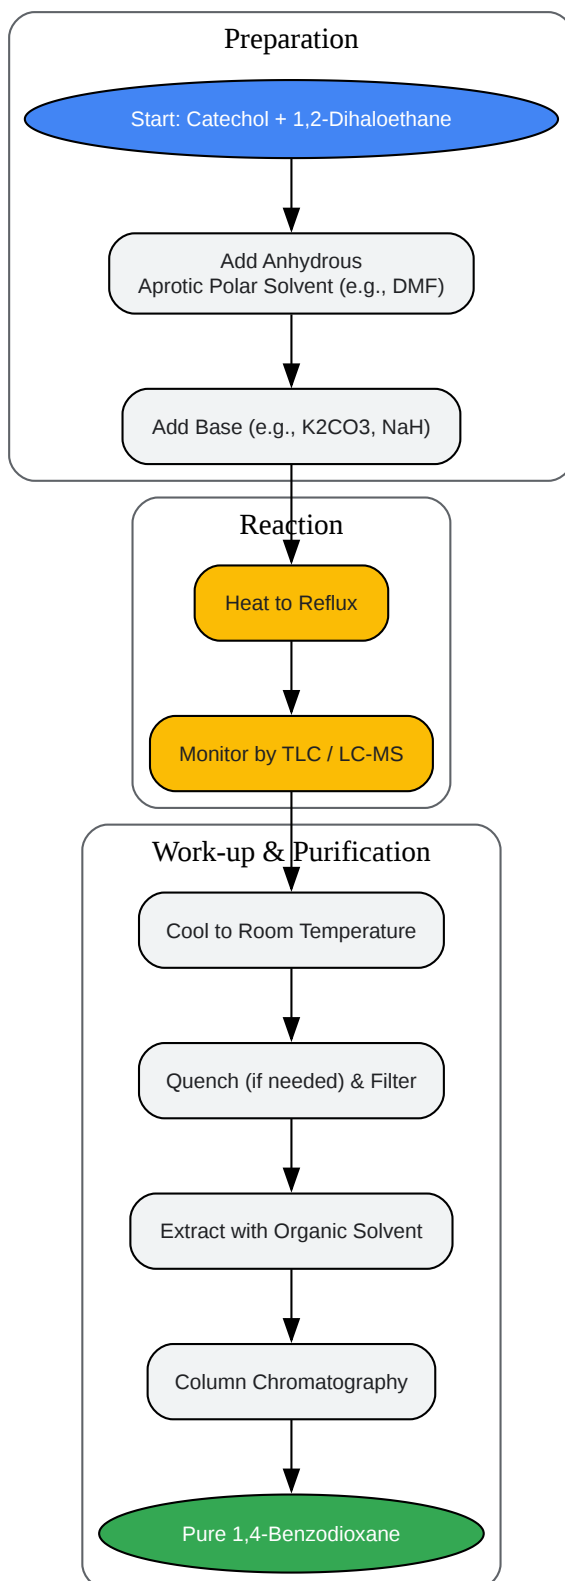 Preparation
Start: Catechol + 1,2-Dihaloethane
Add Anhydrous
Aprotic Polar Solvent (e.g., DMF)
Add Base (e.g., K2CO3, NaH)
Reaction
Heat to Reflux
Monitor by TLC / LC-MS
Work-up & Purification
Cool to Room Temperature
Quench (if needed) & Filter
Extract with Organic Solvent
Column Chromatography
Pure 1,4-Benzodioxane